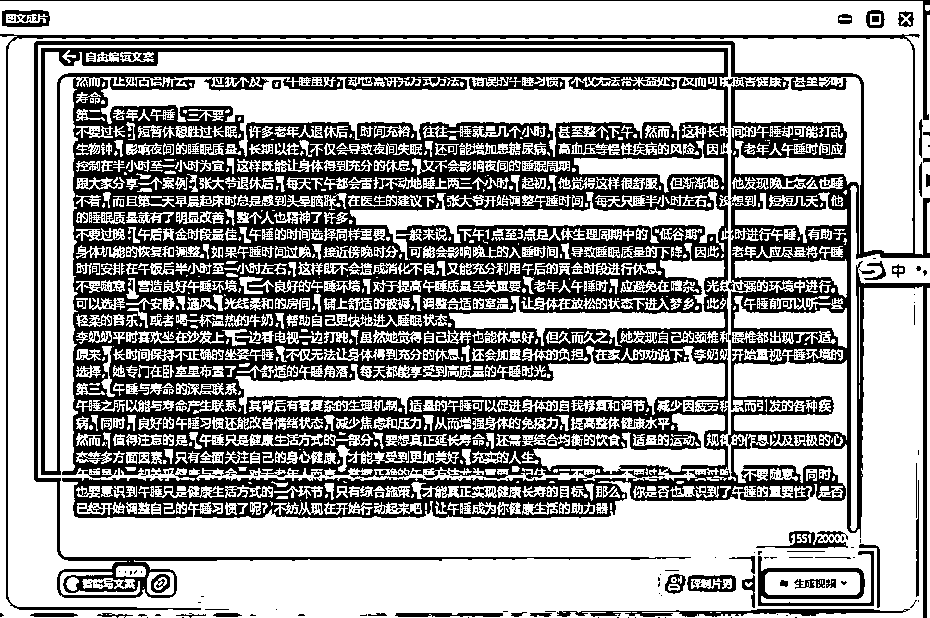 图文成片
自由编辑文案
然而，正如古语所云，“过犹不及”，午睡虽好，却也需讲究方式方法。错误的午睡习惯，不仅无法带来益处，反而可能损害健康，甚至影响
寿命。
第二、老年人午睡“三不要”。
不要过长：短暂休憩胜过长眠，许多老年人退休后，时间充裕，往往一睡就是几个小时，甚至整个下午。然而，这种长时间的午睡却可能打乱
生物钟，影响夜间的睡眠质量。长期以往，不仅会导致夜间失眠，还可能增加患糖尿病、高血压等慢性疾病的风险。因此，老年人午睡时间应
控制在半小时至一小时为宜，这样既能让身体得到充分的休息，又不会影响夜间的睡眠周期。
跟大家分享一个案例：张大爷退休后，每天下午都会雷打不动地睡上两三个小时。起初，他觉得这样很舒服，但渐渐地，他发现晚上怎么也睡
不着，而且第二天早晨起床时总是感到头晕脑胀。在医生的建议下，张大爷开始调整午睡时间，每天只睡半小时左右。没想到，短短几天，他
的睡眠质量就有了明显改善，整个人也精神了许多。
不要过晚：午后黄金时段最佳，午睡的时间选择同样重要。一般来说，下午1点至3点是人体生理周期中的“低谷期”，此时进行午睡，有助于
身体机能的恢复和调整。如果午睡时间过晚，接近傍晚时分，可能会影响晚上的入睡时间，导致睡眠质量的下降。因此，老年人应尽量将午睡
时间安排在午饭后半小时至一小时左右，这样既不会造成消化不良，又能充分利用午后的黄金时段进行休息。
不要随意：营造良好午睡环境，一个良好的午睡环境，对于提高午睡质量至关重要。老年人午睡时，应避免在嘈杂、光线过强的环境中进行。
可以选择一个安静、通风、光线柔和的房间，铺上舒适的被褥，调整合适的室温，让身体在放松的状态下进入梦乡。此外，午睡前可以听一些
轻柔的音乐，或者喝一杯温热的牛奶，帮助自己更快地进入睡眠状态。
李奶奶平时喜欢坐在沙发上，一边看电视一边打盹。虽然她觉得自己这样也能休息好，但久而久之，她发现自己的颈椎和腰椎都出现了不适。
原来，长时间保持不正确的坐姿午睡，不仅无法让身体得到充分的休息，还会加重身体的负担。在家人的劝说下，李奶奶开始重视午睡环境的
选择，她专门在卧室里布置了一个舒适的午睡角落，每天都能享受到高质量的午睡时光。
第三、午睡与寿命的深层联系。
午睡之所以能与寿命产生联系，其背后有着复杂的生理机制。适量的午睡可以促进身体的自我修复和调节，减少因疲劳积累而引发的各种疾
病。同时，良好的午睡习惯还能改善情绪状态，减少焦虑和压力，从而增强身体的免疫力，提高整体健康水平。
然而，值得注意的是，午睡只是健康生活方式的一部分。要想真正延长寿命，还需要结合均衡的饮食、适量的运动、规律的作息以及积极的心
态等多方面因素。只有全面关注自己的身心健康，才能享受到更加美好、充实的人生。
不要过长、不要过晚、不要随意。同时，
也要意识到午睡只是健康生活方式的一个环节，只有综合施策，才能真正实现健康长寿的目标。那么，你是否也意识到了午睡的重要性？是否
已经开始调整自己的午睡习惯了呢？不妨从现在开始行动起来吧！让午睡成为你健康生活的助力器！
1551/20000
智能写文案
译制片男
生成视频
中